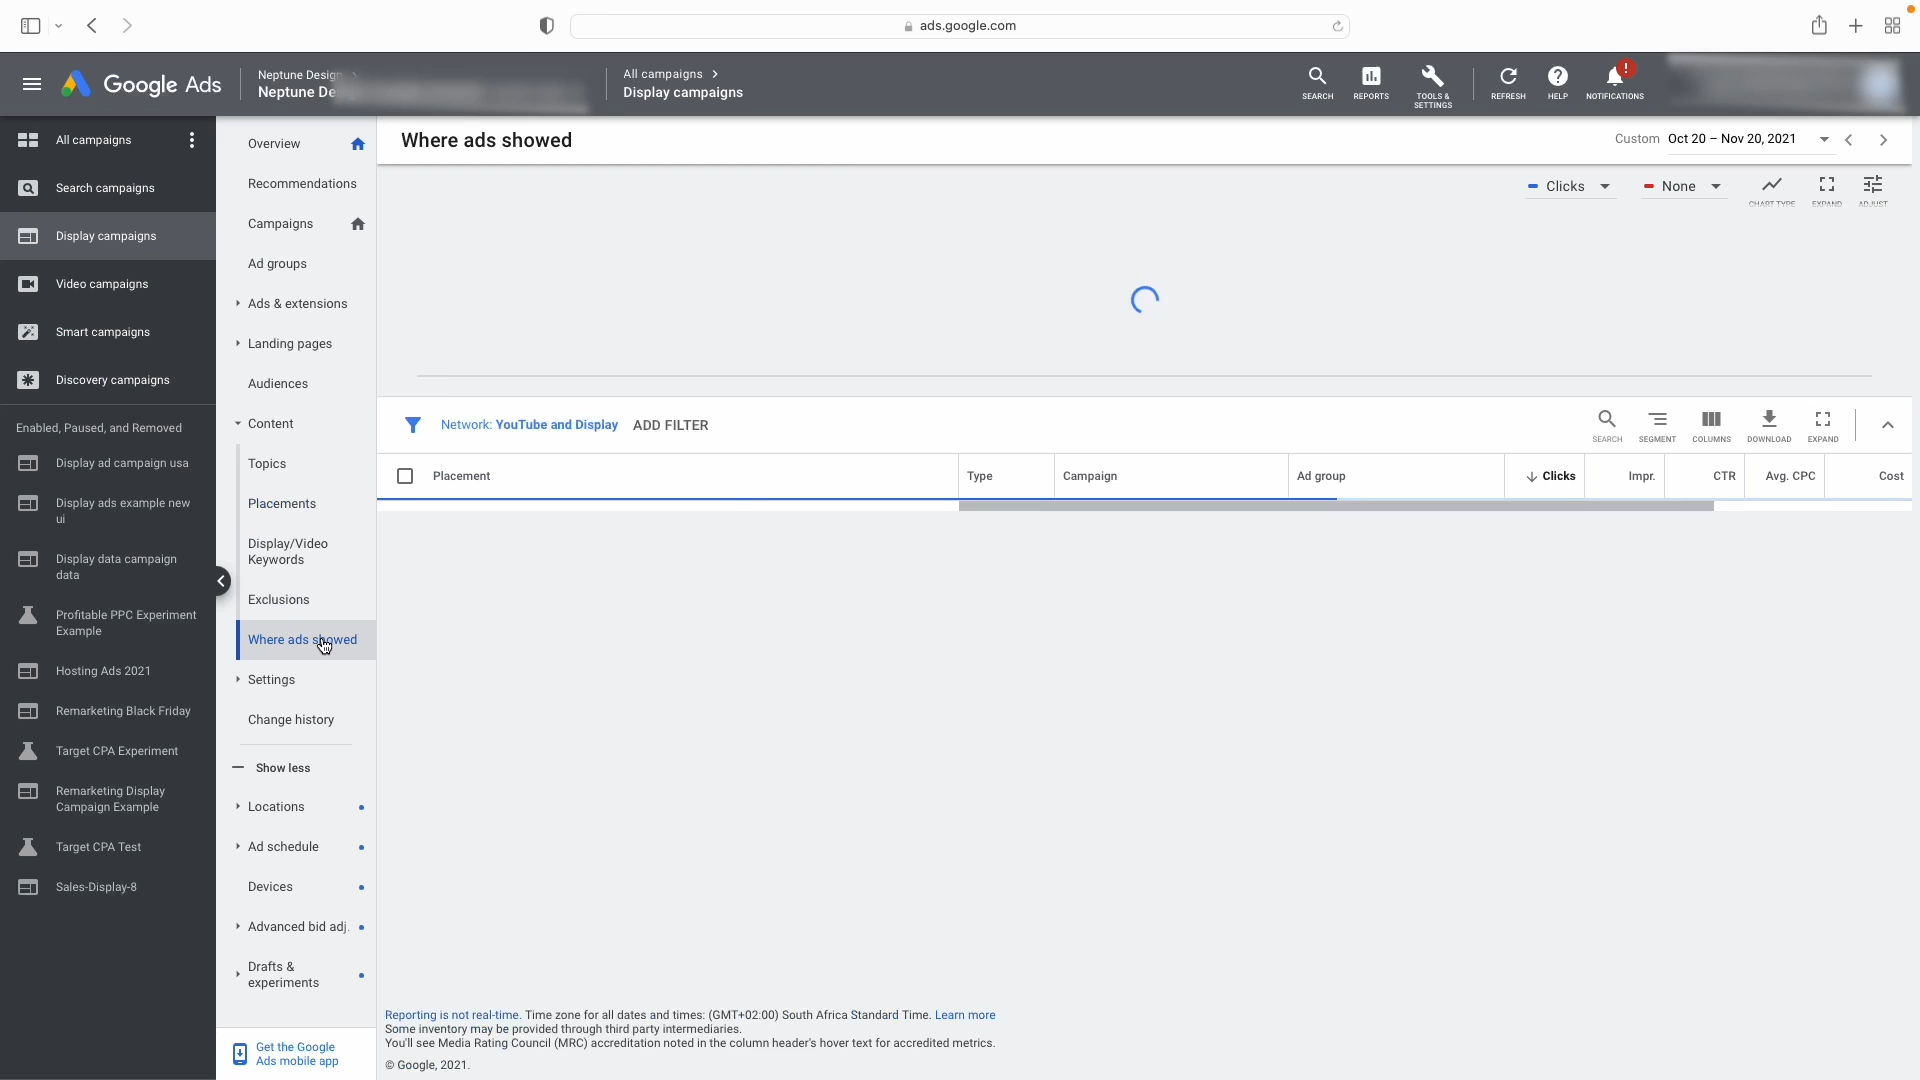 ads.google.com
Google Ads
Neptune Design
Neptune De
All campaigns
Display campaigns
SEARCH
REPORTS
TOOLS &
SETTINGS
REFRESH
HELP
!
NOTIFICATIONS
All campaigns
Search campaigns
Display campaigns
Video campaigns
Smart campaigns
Discovery campaigns
Enabled, Paused, and Removed
Display ad campaign usa
Display ads example new
ui
Display data campaign
data
Profitable PPC Experiment
Example
Hosting Ads 2021
Remarketing Black Friday
Target CPA Experiment
Remarketing Display
Campaign Example
Target CPA Test
Sales-Display-8
Overview
Recommendations
Campaigns
Ad groups
Ads & extensions
Landing pages
Audiences
Content
Topics
Placements
Display/Video
Keywords
Exclusions
Where ads showed
Settings
Change history
Show less
Locations
Ad schedule
Devices
Advanced bid adj.
Drafts &
experiments
Get the Google
Ads mobile app
Where ads showed
Custom Oct 20 – Nov 20, 2021
Clicks
None
CHART TYPE
EXPAND
ADJUST
Network: YouTube and Display ADD FILTER
SEARCH
SEGMENT
COLUMNS
DOWNLOAD
EXPAND
Placement
Type
Campaign
Ad group
Clicks
Impr.
CTR
Avg. CPC
Cost
Reporting is not real-time. Time zone for all dates and times: (GMT+02:00) South Africa Standard Time. Learn more
Some inventory may be provided through third party intermediaries.
You'll see Media Rating Council (MRC) accreditation noted in the column header's hover text for accredited metrics.
© Google, 2021.